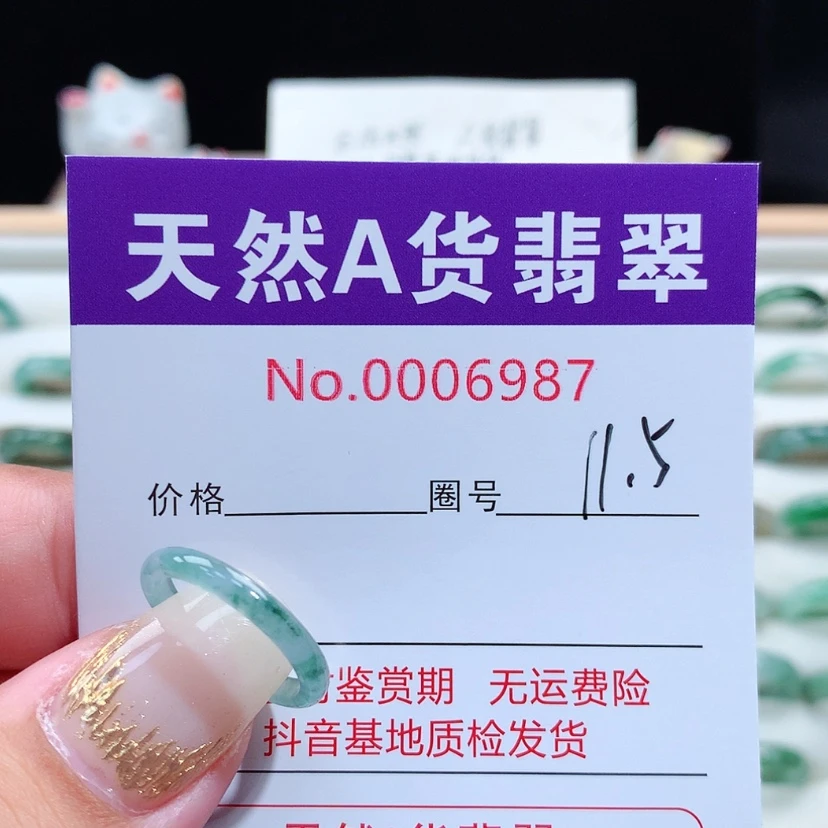 天然A货翡翠
No.0006987
价格 圈号 11.5
鉴赏期 无运费险
抖音基地质检发货